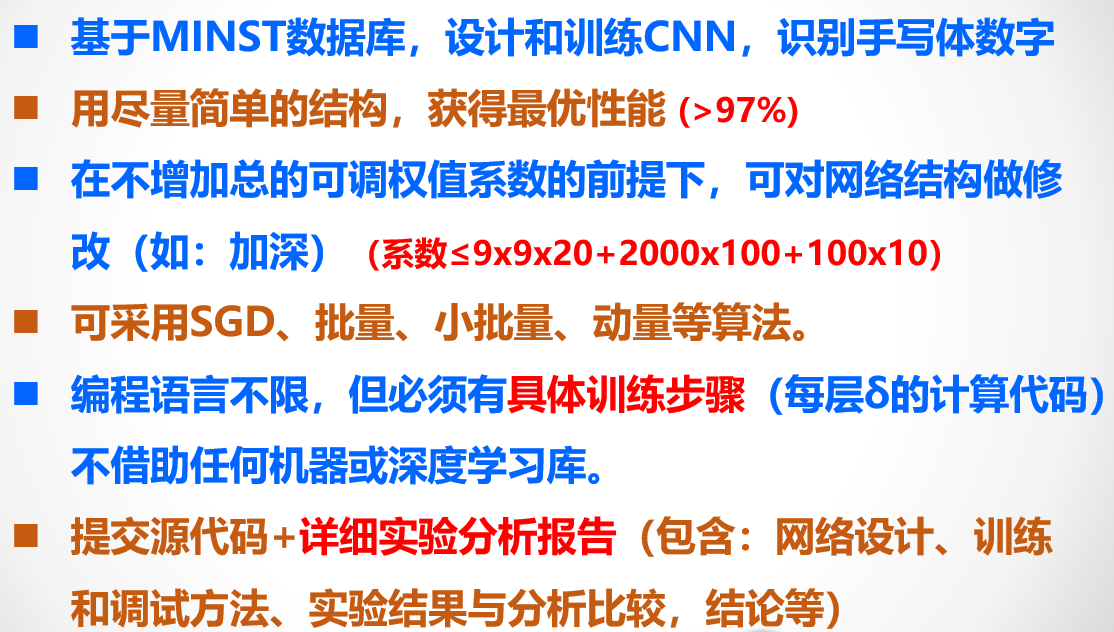 基于MINST数据库，设计和训练CNN，识别手写体数字
用尽量简单的结构，获得最优性能 (>97%)
在不增加总的可调权值系数的前提下，可对网络结构做修
改（如：加深）（系数≤9x9x20+2000x100+100x10）
可采用SGD、批量、小批量、动量等算法。
编程语言不限，但必须有具体训练步骤（每层δ的计算代码）
不借助任何机器或深度学习库。
提交源代码+详细实验分析报告（包含：网络设计、训练
和调试方法、实验结果与分析比较，结论等）